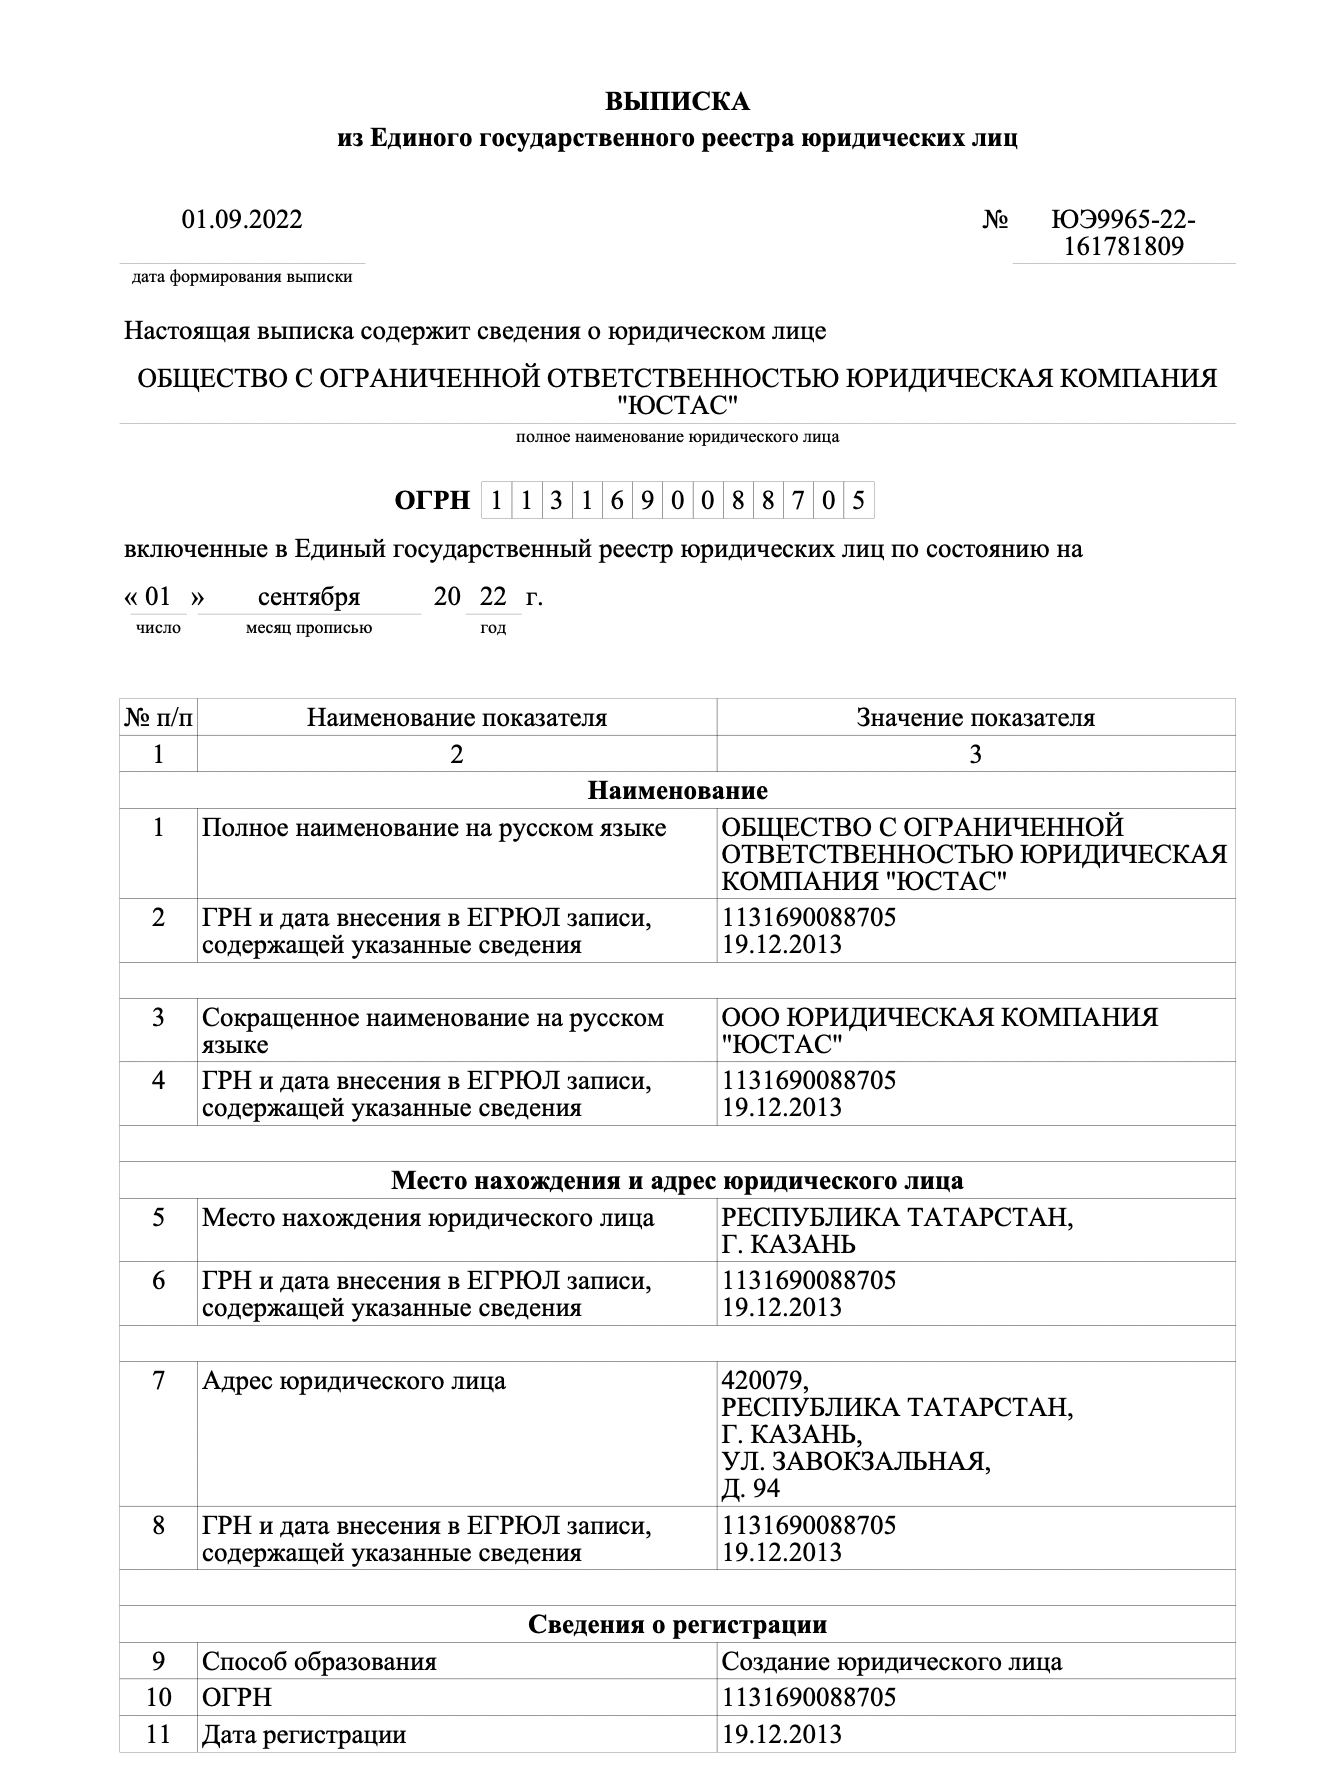 ВЫПИСКА
из Единого государственного реестра юридических лиц
01.09.2022
№ ЮЭ9965-22-
161781809
дата формирования выписки
Настоящая выписка содержит сведения о юридическом лице
ОБЩЕСТВО С ОГРАНИЧЕННОЙ ОТВЕТСТВЕННОСТЬЮ ЮРИДИЧЕСКАЯ КОМПАНИЯ
"ЮСТАС"
полное наименование юридического лица
ОГРН 1 1 3 1 6 9 0 0 8 8 7 0 5
включенные в Единый государственный реестр юридических лиц по состоянию на
« 01 » сентября 20 22 г.
число месяц прописью год
№ п/п Наименование показателя Значение показателя
1 2 3
Наименование
1 Полное наименование на русском языке ОБЩЕСТВО С ОГРАНИЧЕННОЙ
ОТВЕТСТВЕННОСТЬЮ ЮРИДИЧЕСКАЯ
КОМПАНИЯ "ЮСТАС"
2 ГРН и дата внесения в ЕГРЮЛ записи, 1131690088705
содержащей указанные сведения 19.12.2013
3 Сокращенное наименование на русском ООО ЮРИДИЧЕСКАЯ КОМПАНИЯ
языке "ЮСТАС"
4 ГРН и дата внесения в ЕГРЮЛ записи, 1131690088705
содержащей указанные сведения 19.12.2013
Место нахождения и адрес юридического лица
5 Место нахождения юридического лица РЕСПУБЛИКА ТАТАРСТАН,
Г. КАЗАНЬ
6 ГРН и дата внесения в ЕГРЮЛ записи, 1131690088705
содержащей указанные сведения 19.12.2013
7 Адрес юридического лица 420079,
РЕСПУБЛИКА ТАТАРСТАН,
Г. КАЗАНЬ,
УЛ. ЗАВОКЗАЛЬНАЯ,
Д. 94
8 ГРН и дата внесения в ЕГРЮЛ записи, 1131690088705
содержащей указанные сведения 19.12.2013
Сведения о регистрации
9 Способ образования Создание юридического лица
10 ОГРН 1131690088705
11 Дата регистрации 19.12.2013